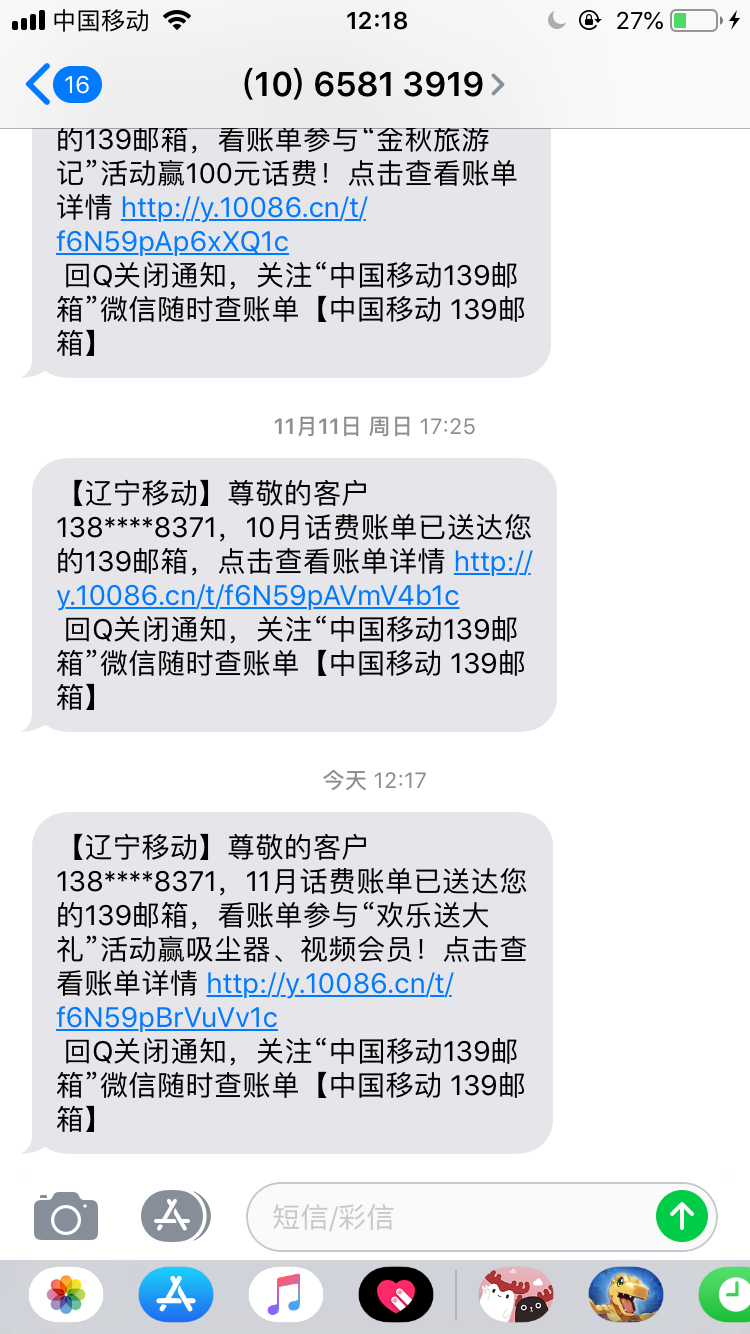 中国移动
12:18
27%
16
(10) 6581 3919
的139邮箱，看账单参与“金秋旅游
记”活动赢100元话费！点击查看账单
详情 http://y.10086.cn/t/
f6N59pAp6xXQ1c
回Q关闭通知，关注“中国移动139邮
箱”微信随时查账单【中国移动 139邮
箱】
11月11日 周日 17:25
【辽宁移动】尊敬的客户
138****8371，10月话费账单已送达您
的139邮箱，点击查看账单详情 http://
y.10086.cn/t/f6N59pAVmV4b1c
回Q关闭通知，关注“中国移动139邮
箱”微信随时查账单【中国移动 139邮
箱】
今天 12:17
【辽宁移动】尊敬的客户
138****8371，11月话费账单已送达您
的139邮箱，看账单参与“欢乐送大
礼”活动赢吸尘器、视频会员！点击查
看账单详情 http://y.10086.cn/t/
f6N59pBrVuVv1c
回Q关闭通知，关注“中国移动139邮
箱”微信随时查账单【中国移动 139邮
箱】
短信/彩信